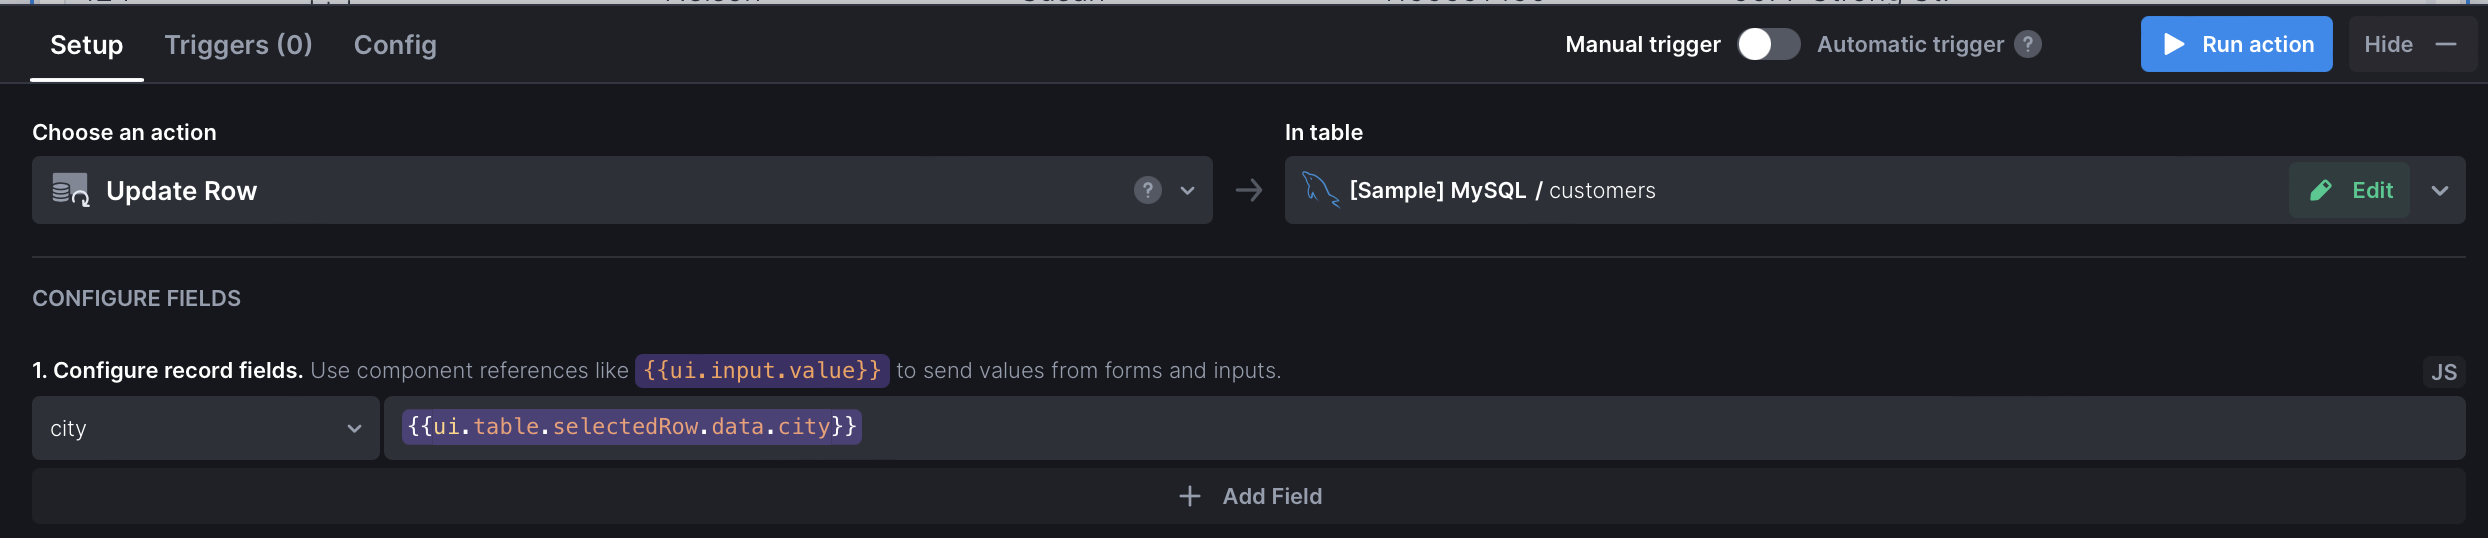 Setup Triggers (0) Config Manual trigger Automatic trigger ? Run action Hide
Choose an action In table
Update Row ? [Sample] MySQL / customers Edit
CONFIGURE FIELDS
1. Configure record fields. Use component references like {{ui.input.value}} to send values from forms and inputs. JS
city {{ui.table.selectedRow.data.city}}
+ Add Field